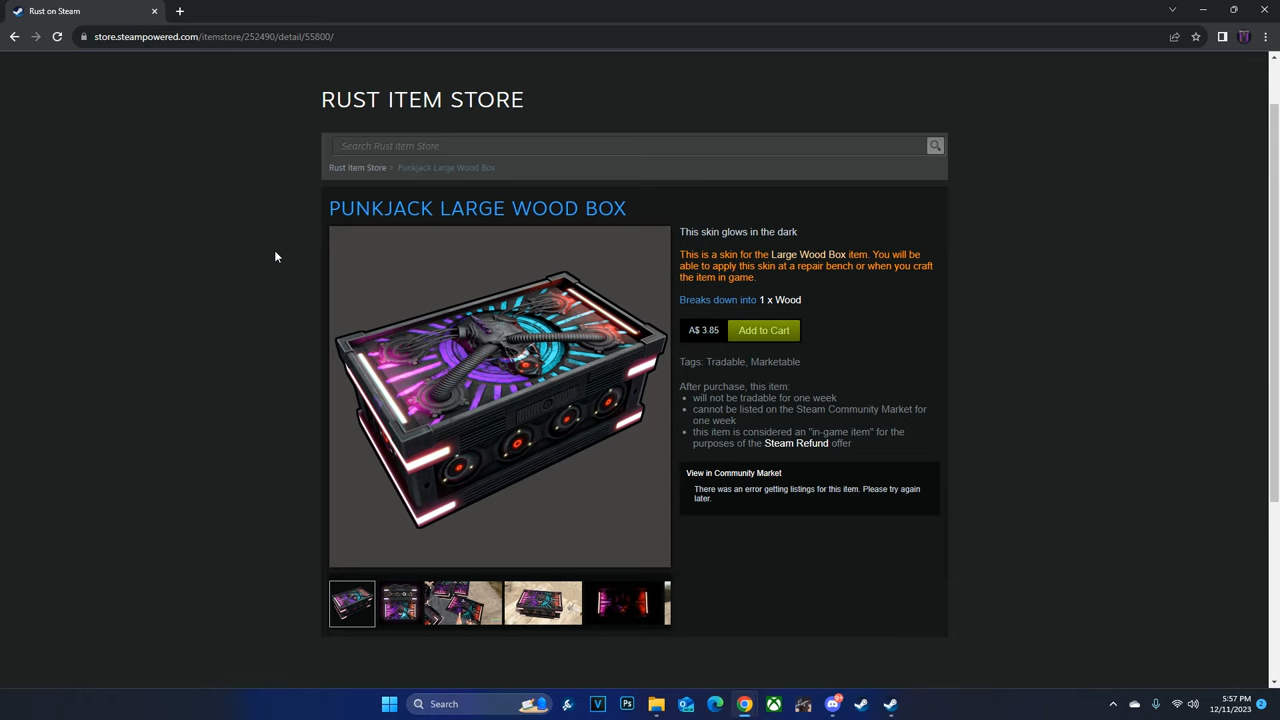 Rust on Steam
store.steampowered.com/itemstore/252490/detail/55800/
RUST ITEM STORE
Search Rust Item Store
Rust Item Store > Punkjack Large Wood Box
PUNKJACK LARGE WOOD BOX
This skin glows in the dark
This is a skin for the Large Wood Box item. You will be
able to apply this skin at a repair bench or when you craft
the item in game.
Breaks down into 1 x Wood
A$ 3.85 Add to Cart
Tags: Tradable, Marketable
After purchase, this item:
• will not be tradable for one week
• cannot be listed on the Steam Community Market for
one week
• this item is considered an "in-game item" for the
purposes of the Steam Refund offer
View in Community Market
There was an error getting listings for this item. Please try again
later.
Search
V
Ps
9+
5:57 PM
12/11/2023
2